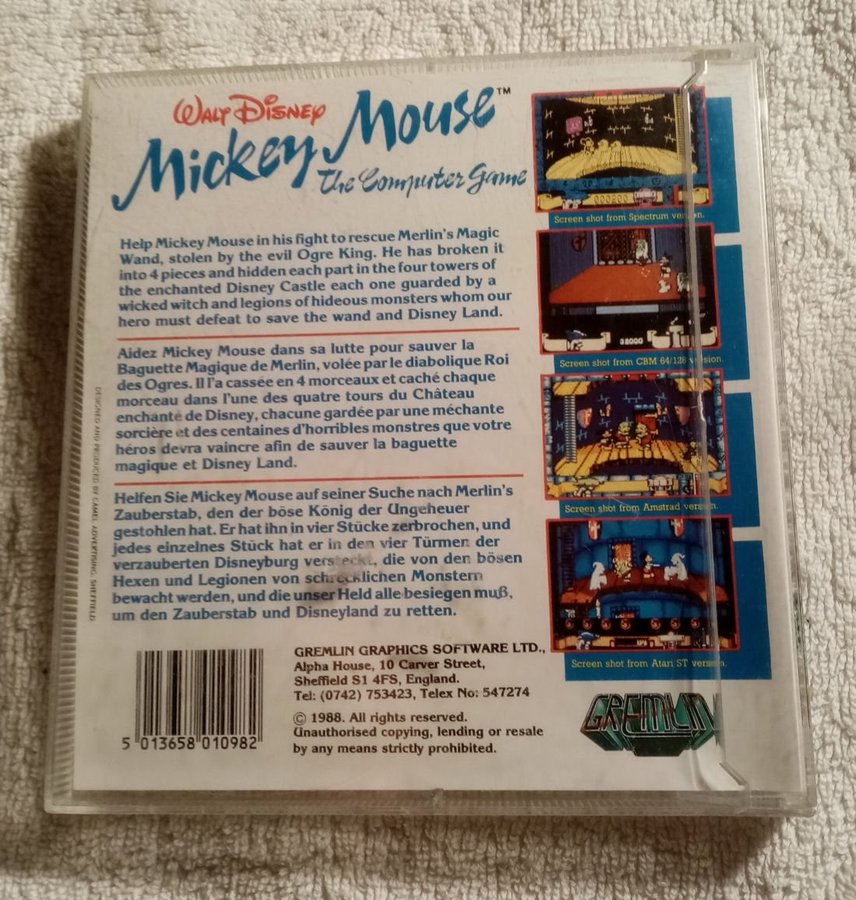 Walt Disney
Mickey Mouse™
The Computer Game
Help Mickey Mouse in his fight to rescue Merlin's Magic
Wand, stolen by the evil Ogre King. He has broken it
into 4 pieces and hidden each part in the four towers of
the enchanted Disney Castle each one guarded by a
wicked witch and legions of hideous monsters whom our
hero must defeat to save the wand and Disney Land.
Aidez Mickey Mouse dans sa lutte pour sauver la
Baguette Magique de Merlin, volée par le diabolique Roi
des Ogres. Il l'a cassée en 4 morceaux et caché chaque
morceau dans l'une des quatre tours du Château
enchanté de Disney, chacune gardée par une méchante
sorcière et des centaines d'horribles monstres que votre
héros devra vaincre afin de sauver la baguette
magique et Disney Land.
Helfen Sie Mickey Mouse auf seiner Suche nach Merlin's
Zauberstab, den der böse König der Ungeheuer
gestohlen hat. Er hat ihn in vier Stücke zerbrochen, und
jedes einzelnes Stück hat er in den vier Türmen der
verzauberten Disneyburg versteckt, die von den bösen
Hexen und Legionen von schrecklichen Monstern
bewacht werden, und die unser Held alle besiegen muß,
um den Zauberstab und Disneyland zu retten.
GREMLIN GRAPHICS SOFTWARE LTD.,
Alpha House, 10 Carver Street,
Sheffield S1 4FS, England.
Tel: (0742) 753423, Telex No: 547274
© 1988. All rights reserved.
Unauthorised copying, lending or resale
by any means strictly prohibited.
5 013658 010982
DESIGNED AND PRODUCED BY CAMEL ADVERTISING, SHEFFIELD.
000200
Screen shot from Spectrum version.
Screen shot from CBM 64/128 version.
Screen shot from Amstrad version.
Screen shot from Atari ST version.
GREMLIN